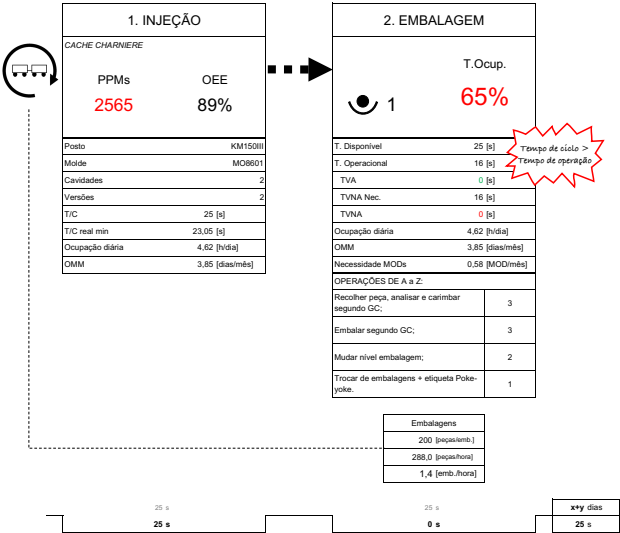 1. INJEÇÃO
CACHE CHARNIERE
PPMs OEE
2565 89%
Posto KM150III
Molde MO8601
Cavidades 2
Versões 2
T/C 25 [s]
T/C real min 23,05 [s]
Ocupação diária 4,62 [h/dia]
OMM 3,85 [dias/mês]
2. EMBALAGEM
T.Ocup.
1 65%
T. Disponível 25 [s]
T. Operacional 16 [s]
TVA 0 [s]
TVNA Nec. 16 [s]
TVNA 0 [s]
Ocupação diária 4,62 [h/dia]
OMM 3,85 [dias/mês]
Necessidade MODs 0,58 [MOD/mês]
Tempo de ciclo >
Tempo de operação
OPERAÇÕES DE A a Z:
Recolher peça, analisar e carimbar
segundo GC; 3
Embalar segundo GC; 3
Mudar nível embalagem; 2
Trocar de embalagens + etiqueta Poke-
yoke. 1
Embalagens
200 [peças/emb.]
288,0 [peças/hora]
1,4 [emb./hora]
25 s 25 s x+y dias
25 s 0 s 25 s